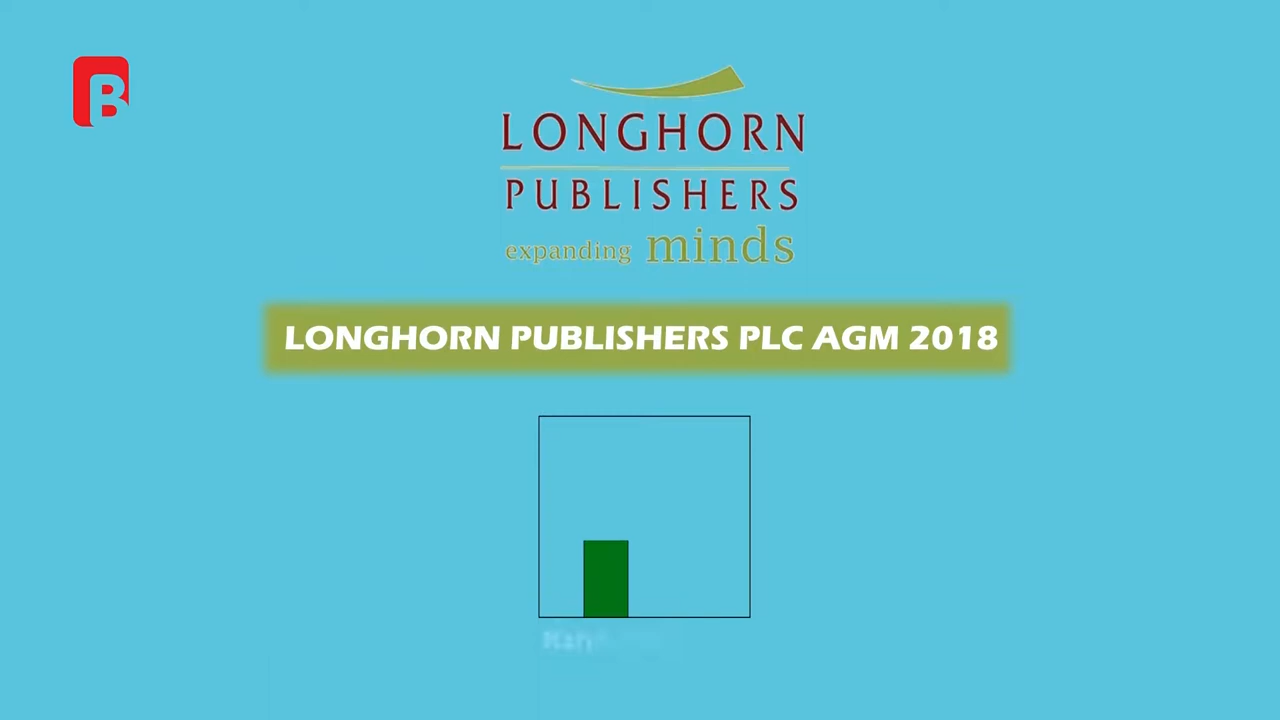 B
LONGHORN
PUBLISHERS
expanding minds
LONGHORN PUBLISHERS PLC AGM 2018